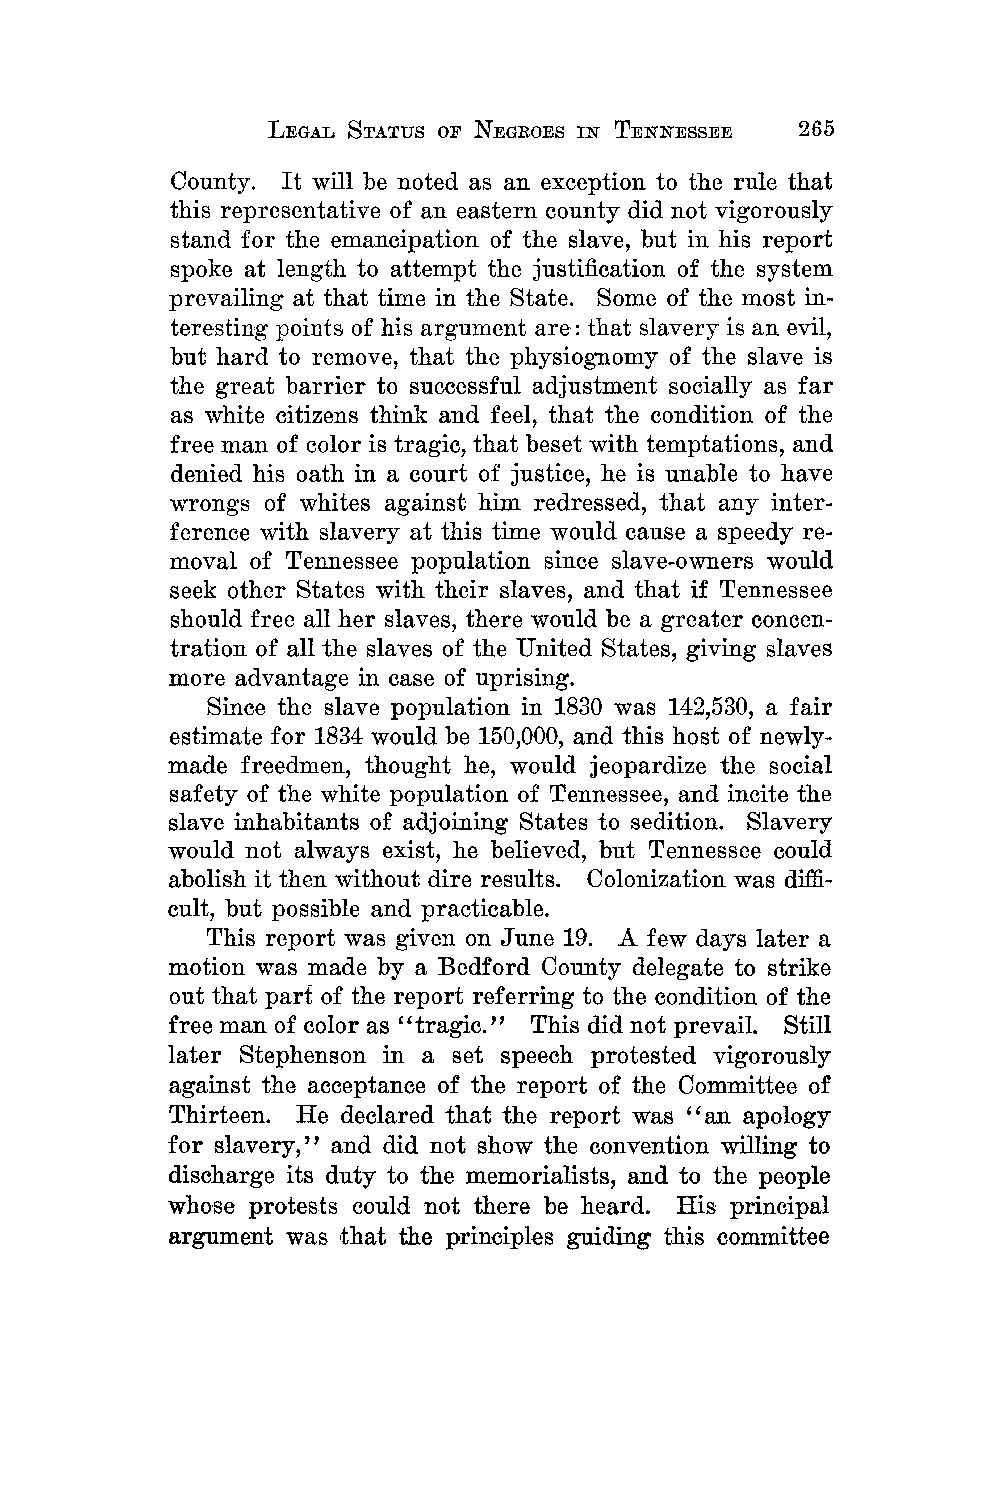 LEGAL STATUS OF NEGROES IN TENNESSEE 265
County. It will be noted as an exception to the rule that
this representative of an eastern county did not vigorously
stand for the emancipation of the slave, but in his report
spoke at length to attempt the justification of the system
prevailing at that time in the State. Some of the most in-
teresting points of his argument are: that slavery is an evil,
but hard to remove, that the physiognomy of the slave is
the great barrier to successful adjustment socially as far
as white citizens think and feel, that the condition of the
free man of color is tragic, that beset with temptations, and
denied his oath in a court of justice, he is unable to have
wrongs of whites against him redressed, that any inter-
ference with slavery at this time would cause a speedy re-
moval of Tennessee population since slave-owners would
seek other States with their slaves, and that if Tennessee
should free all her slaves, there would be a greater concen-
tration of all the slaves of the United States, giving slaves
more advantage in case of uprising.
Since the slave population in 1830 was 142,530, a fair
estimate for 1834 would be 150,000, and this host of newly-
made freedmen, thought he, would jeopardize the social
safety of the white population of Tennessee, and incite the
slave inhabitants of adjoining States to sedition. Slavery
would not always exist, he believed, but Tennessee could
abolish it then without dire results. Colonization was diffi-
cult, but possible and practicable.
This report was given on June 19. A few days later a
motion was made by a Bedford County delegate to strike
out that part of the report referring to the condition of the
free man of color as "tragic." This did not prevail. Still
later Stephenson in a set speech protested vigorously
against the acceptance of the report of the Committee of
Thirteen. He declared that the report was "an apology
for slavery," and did not show the convention willing to
discharge its duty to the memorialists, and to the people
whose protests could not there be heard. His principal
argument was that the principles guiding this committee